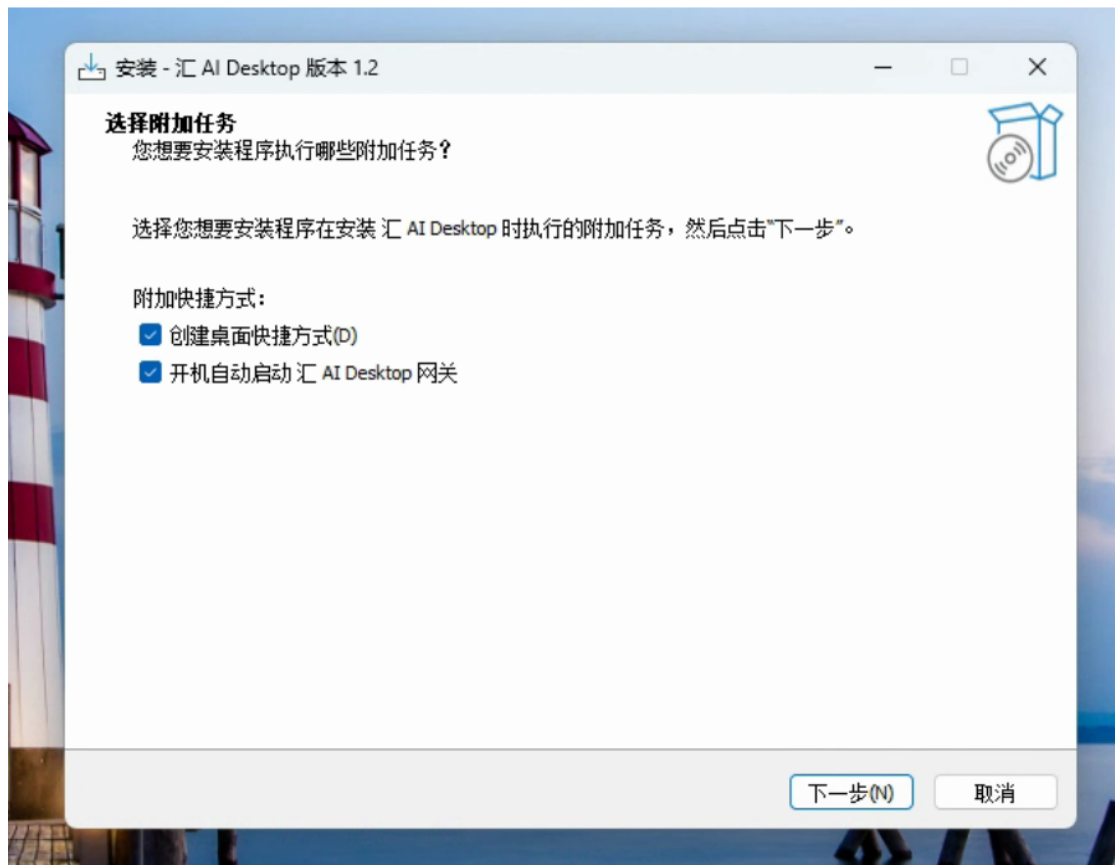 安装 - 汇 AI Desktop 版本 1.2
选择附加任务
您想要安装程序执行哪些附加任务？
选择您想要安装程序在安装 汇 AI Desktop 时执行的附加任务，然后点击“下一步”。
附加快捷方式：
创建桌面快捷方式(D)
开机自动启动 汇 AI Desktop 网关
下一步(N)
取消